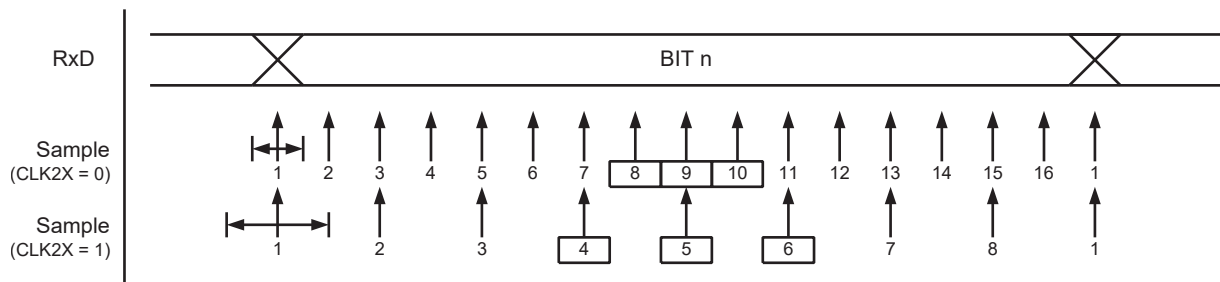 RxD BIT n
Sample
(CLK2X = 0)
1 2 3 4 5 6 7 8 9 10 11 12 13 14 15 16 1
Sample
(CLK2X = 1)
1 2 3 4 5 6 7 8 1